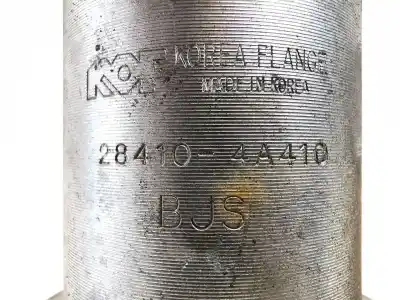 KOREA FLANGE
MADE IN KOREA
28410-4A410
BJS